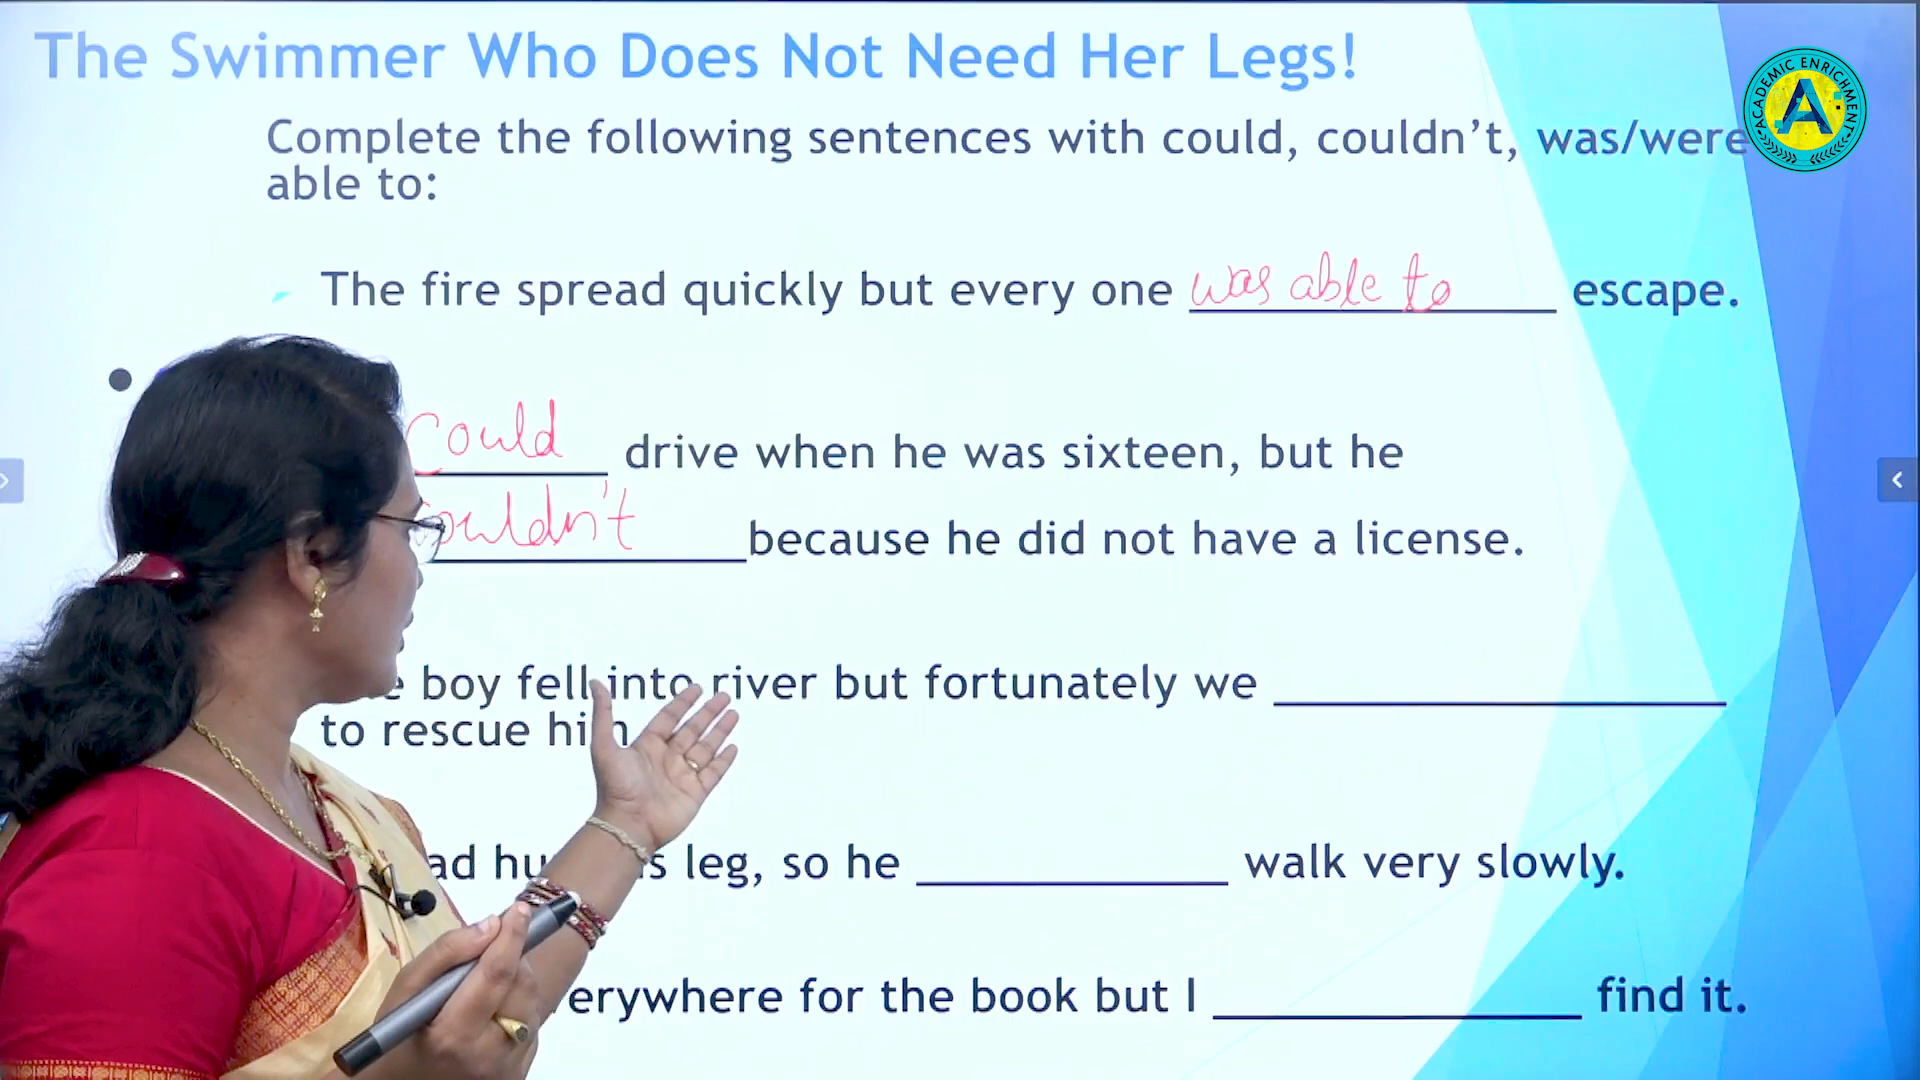 The Swimmer Who Does Not Need Her Legs!
ACADEMIC ENRICHMENT
A
Complete the following sentences with could, couldn't, was/were
able to:
The fire spread quickly but every one was able to escape.
could drive when he was sixteen, but he
because he did not have a license.
boy fell into river but fortunately we
to rescue him
leg, so he walk very slowly.
for the book but I find it.